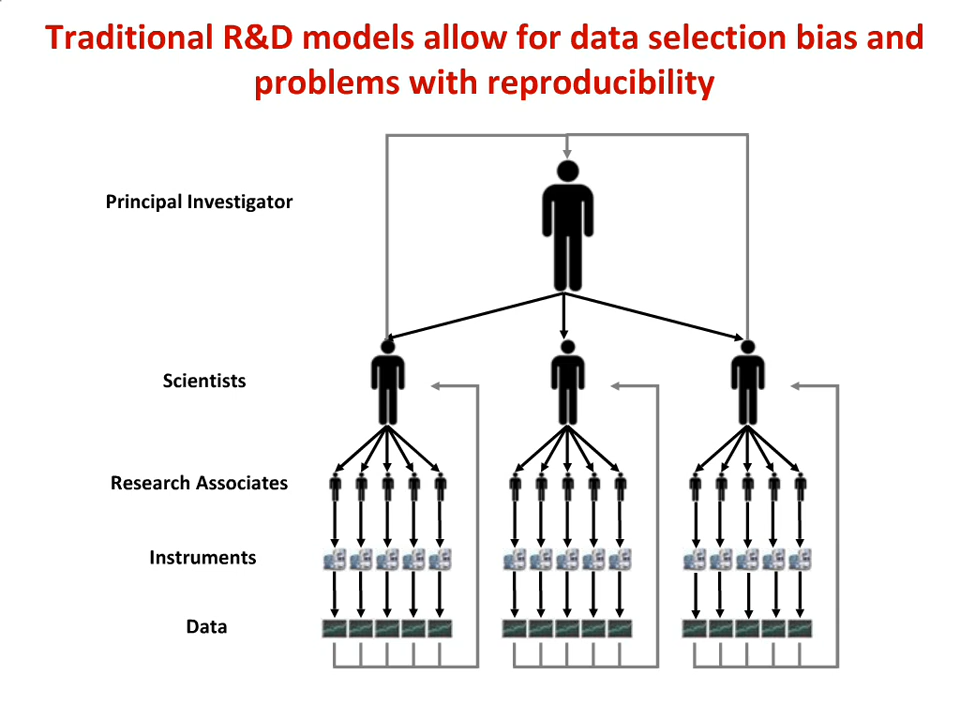 Traditional R&D models allow for data selection bias and
problems with reproducibility
Principal Investigator
Scientists
Research Associates
Instruments
Data